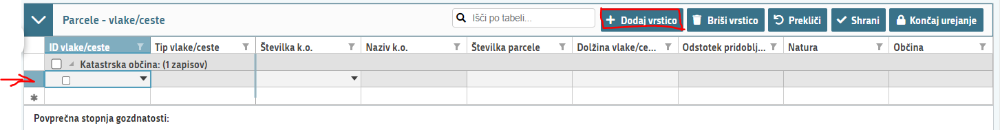 Parcele - vlake/ceste Išči po tabeli... Dodaj vrstico Briši vrstico Prekliči Shrani Končaj urejanje
ID vlake/ceste Tip vlake/ceste Številka k.o. Naziv k.o. Številka parcele Dolžina vlake/ce... Odstotek pridoblj... Natura Občina
Katastrska občina: (1 zapisov)
Povprečna stopnja gozdnatosti: